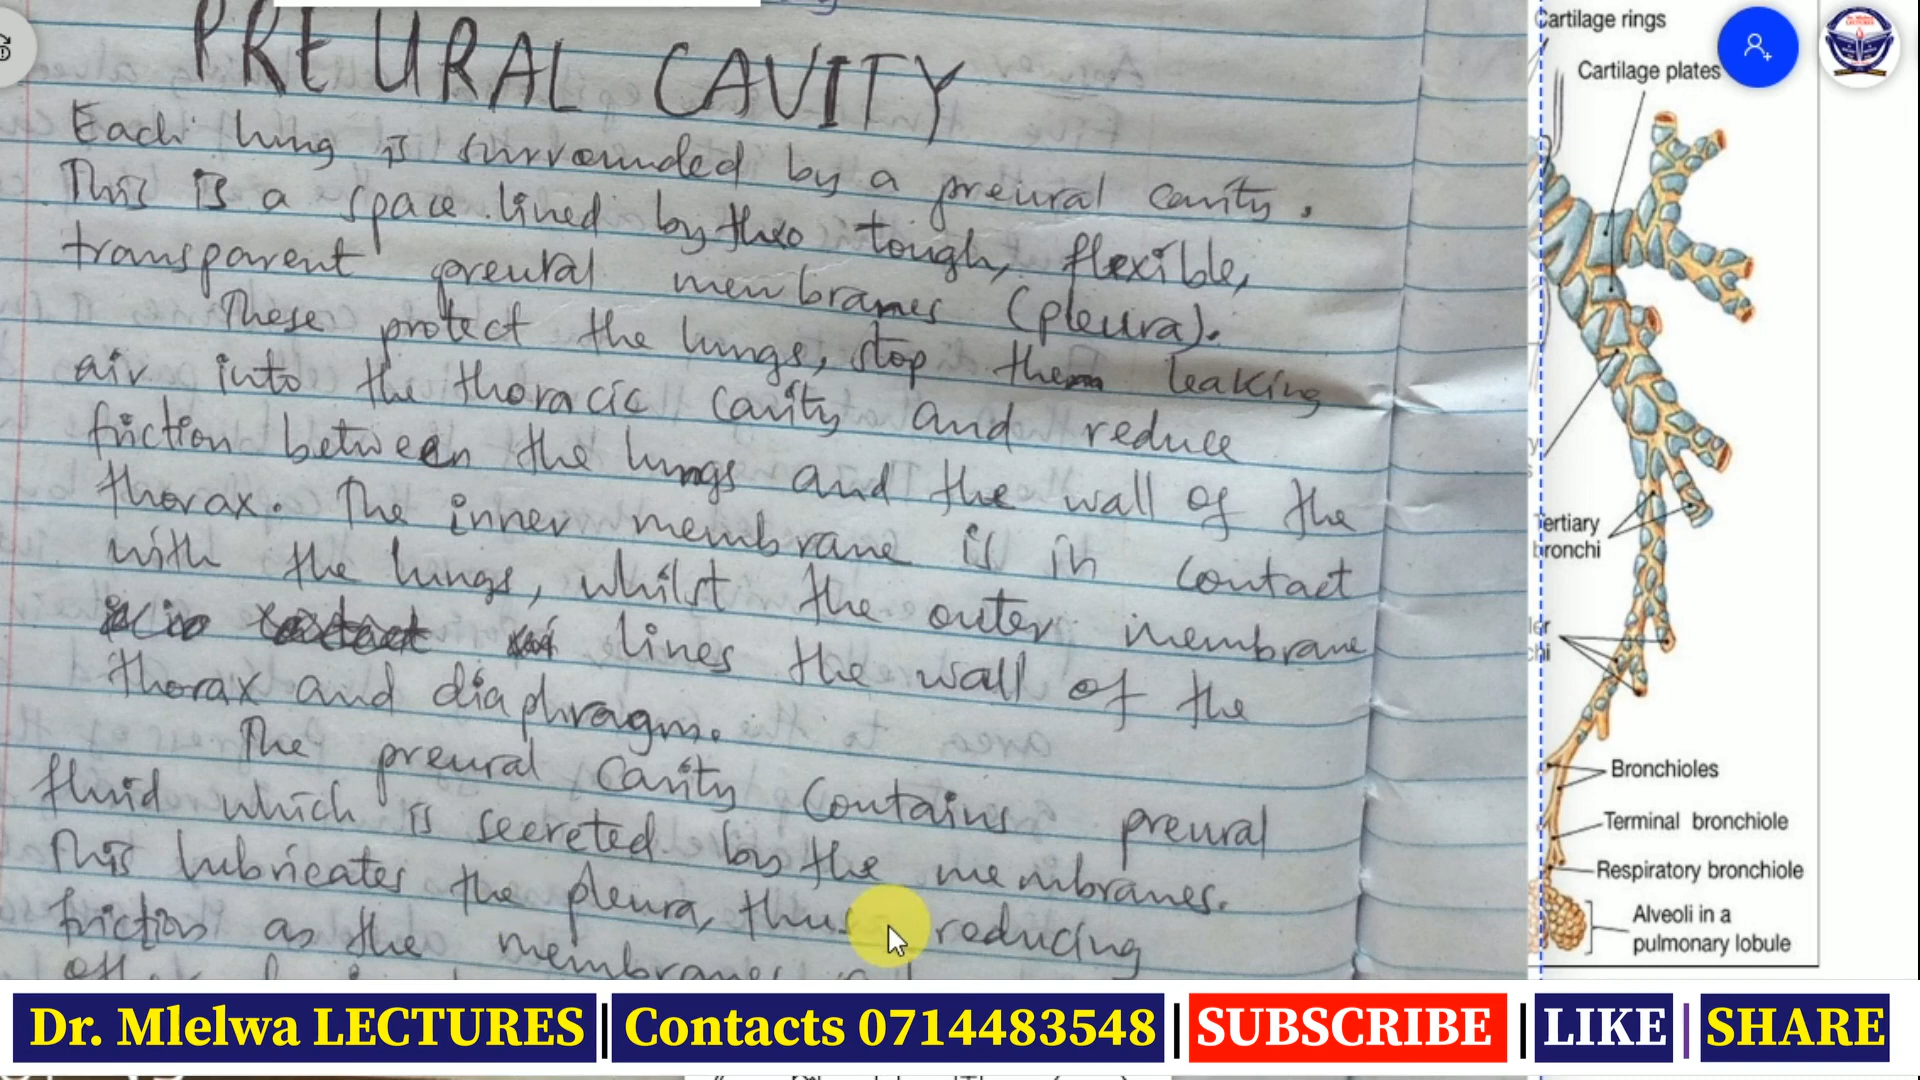 PREURAL CAVITY
Each lung is surrounded by a preural cavity.
This is a space lined by two tough, flexible,
transparent preural membranes (pleura).
These protect the lungs, stop them leaking
air into the thoracic cavity and reduce
friction between the lungs and the wall of the
thorax. The inner membrane is in contact
with the lungs, whilst the outer membrane
lines the wall of the
thorax and diaphragm.
The preural cavity contains preural
fluid which is secreted by the membranes.
This lubricates the pleura, thus reducing
friction as the membranes
Cartilage rings
Cartilage plates
Tertiary
bronchi
Bronchioles
Terminal bronchiole
Respiratory bronchiole
Alveoli in a
pulmonary lobule
Dr. Mlelwa LECTURES
Contacts 0714483548
SUBSCRIBE
LIKE
SHARE